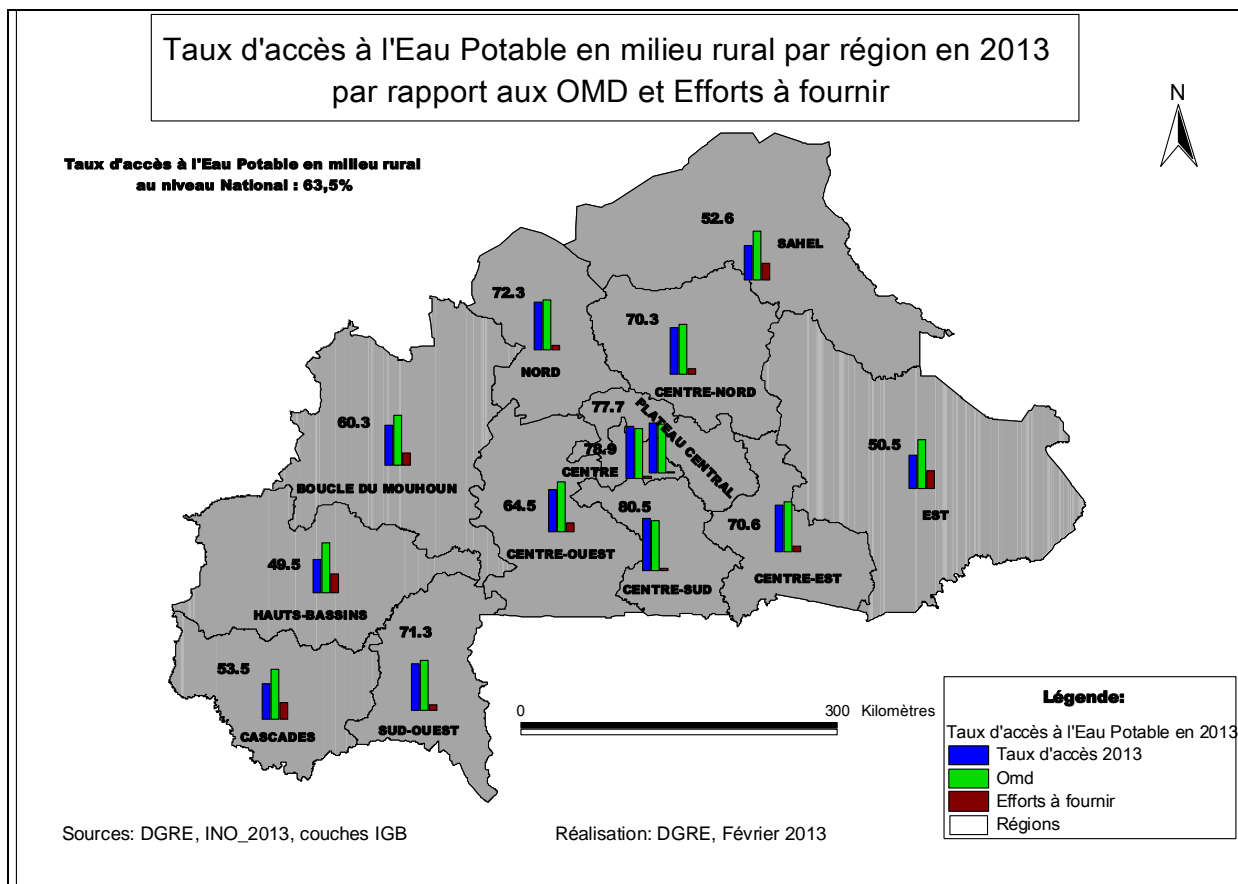 Taux d'accès à l'Eau Potable en milieu rural par région en 2013
par rapport aux OMD et Efforts à fournir
N
Taux d'accès à l'Eau Potable en milieu rural
au niveau National : 63,5%
52.6
SAHEL
72.3
NORD
70.3
CENTRE-NORD
77.7
PLATEAU CENTRAL
60.3
BOUCLE DU MOUHOUN
78.9
CENTRE
50.5
EST
64.5
CENTRE-OUEST
80.5
CENTRE-SUD
70.6
CENTRE-EST
49.5
HAUTS-BASSINS
71.3
SUD-OUEST
53.5
CASCADES
0 300 Kilomètres
Légende:
Taux d'accès à l'Eau Potable en 2013
Taux d'accès 2013
Omd
Efforts à fournir
Régions
Sources: DGRE, INO_2013, couches IGB
Réalisation: DGRE, Février 2013